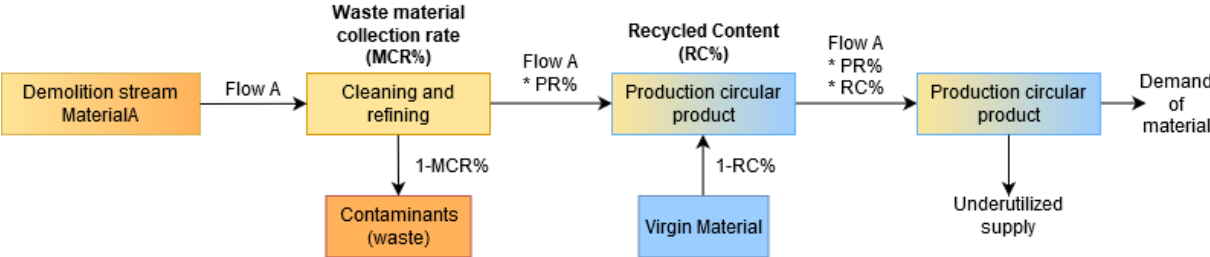 Waste material
collection rate
(MCR%)
Recycled Content
(RC%)
Flow A
* PR%
* RC%
Flow A
* PR%
Flow A
Demolition stream
MaterialA
Cleaning and
refining
Production circular
product
Production circular
product
Demand
of
material
1-MCR%
1-RC%
Contaminants
(waste)
Virgin Material
Underutilized
supply